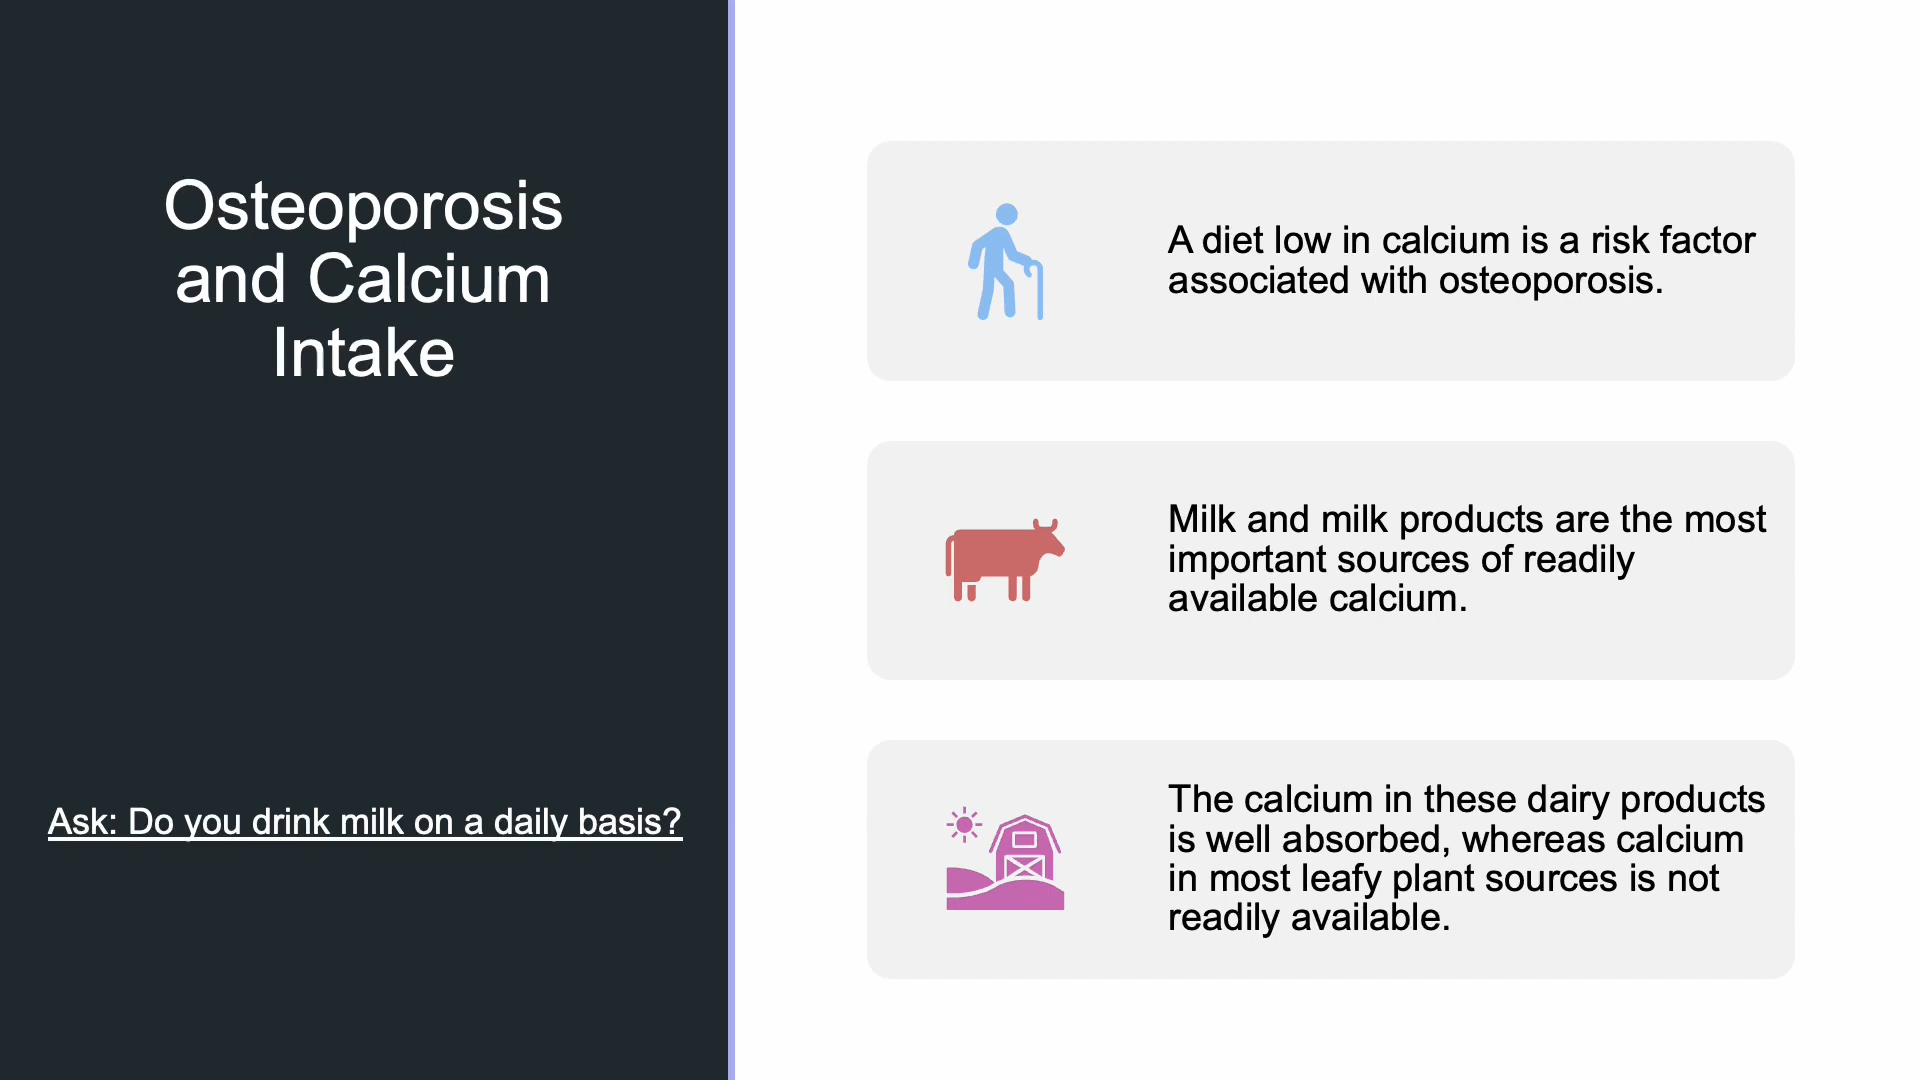 Osteoporosis
and Calcium
Intake
Ask: Do you drink milk on a daily basis?
A diet low in calcium is a risk factor
associated with osteoporosis.
Milk and milk products are the most
important sources of readily
available calcium.
The calcium in these dairy products
is well absorbed, whereas calcium
in most leafy plant sources is not
readily available.